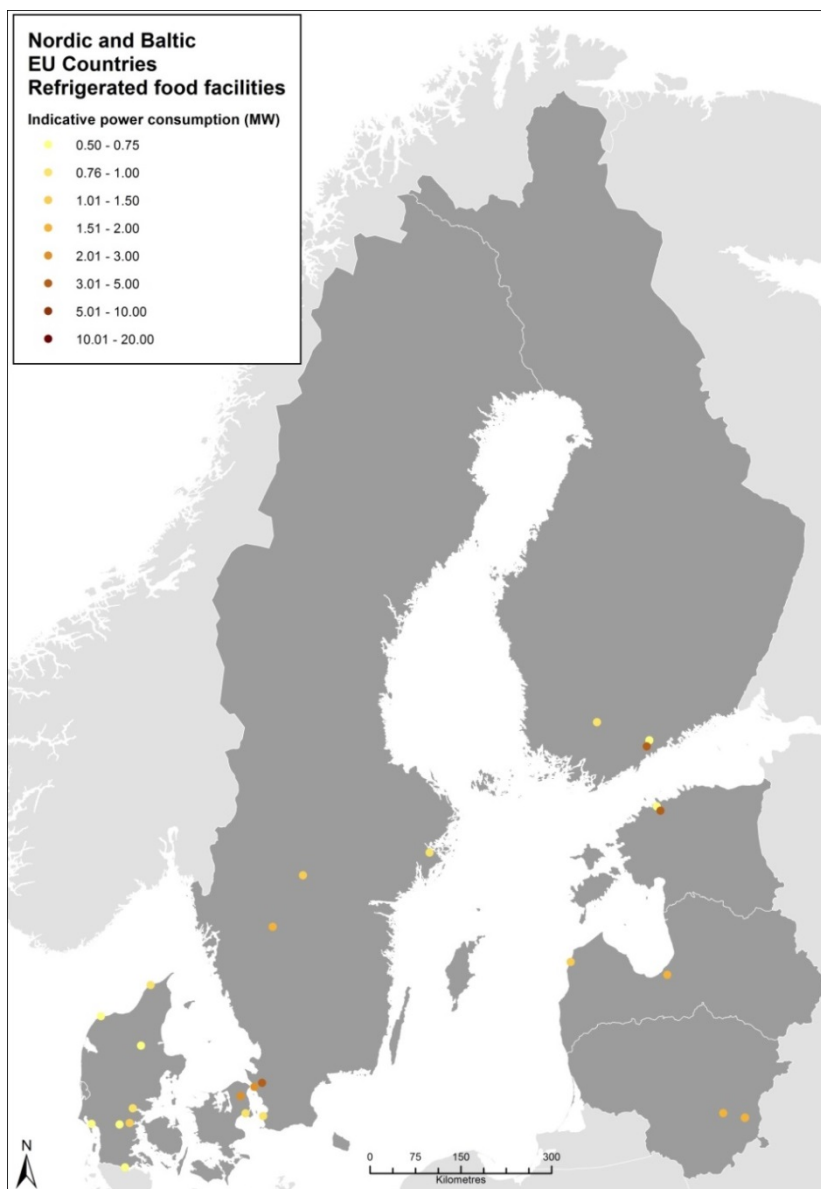 Nordic and Baltic
EU Countries
Refrigerated food facilities
Indicative power consumption (MW)
0.50 - 0.75
0.76 - 1.00
1.01 - 1.50
1.51 - 2.00
2.01 - 3.00
3.01 - 5.00
5.01 - 10.00
10.01 - 20.00
N
0 75 150 300
Kilometres